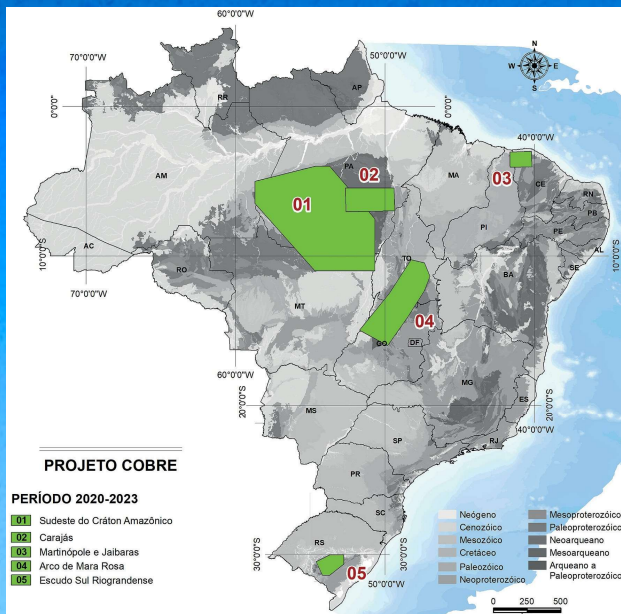 60°0'0"W
50°0'0"W
N
W E
S
RR
AP
0°0'0"
0°0'0"
40°0'0"W
AM
PA
02
MA
03
CE
RN
01
PB
PI
PE
AC
AL
10°0'0"S
TO
SE
10°0'0"S
70°0'0"W
RO
BA
MT
04
GO
DF
60°0'0"W
MG
20°0'0"S
ES
20°0'0"S
MS
40°0'0"W
SP
RJ
PR
SC
RS
30°0'0"S
05
30°0'0"S
50°0'0"W
PROJETO COBRE
PERÍODO 2020-2023
01 Sudeste do Cráton Amazônico
02 Carajás
03 Martinópole e Jaibaras
04 Arco de Mara Rosa
05 Escudo Sul Riograndense
Neógeno
Cenozóico
Mesozóico
Cretáceo
Paleozóico
Neoproterozóico
Mesoproterozóico
Paleoproterozóico
Neoarqueano
Mesoarqueano
Arqueano a
Paleoproterozóico
0 250 500